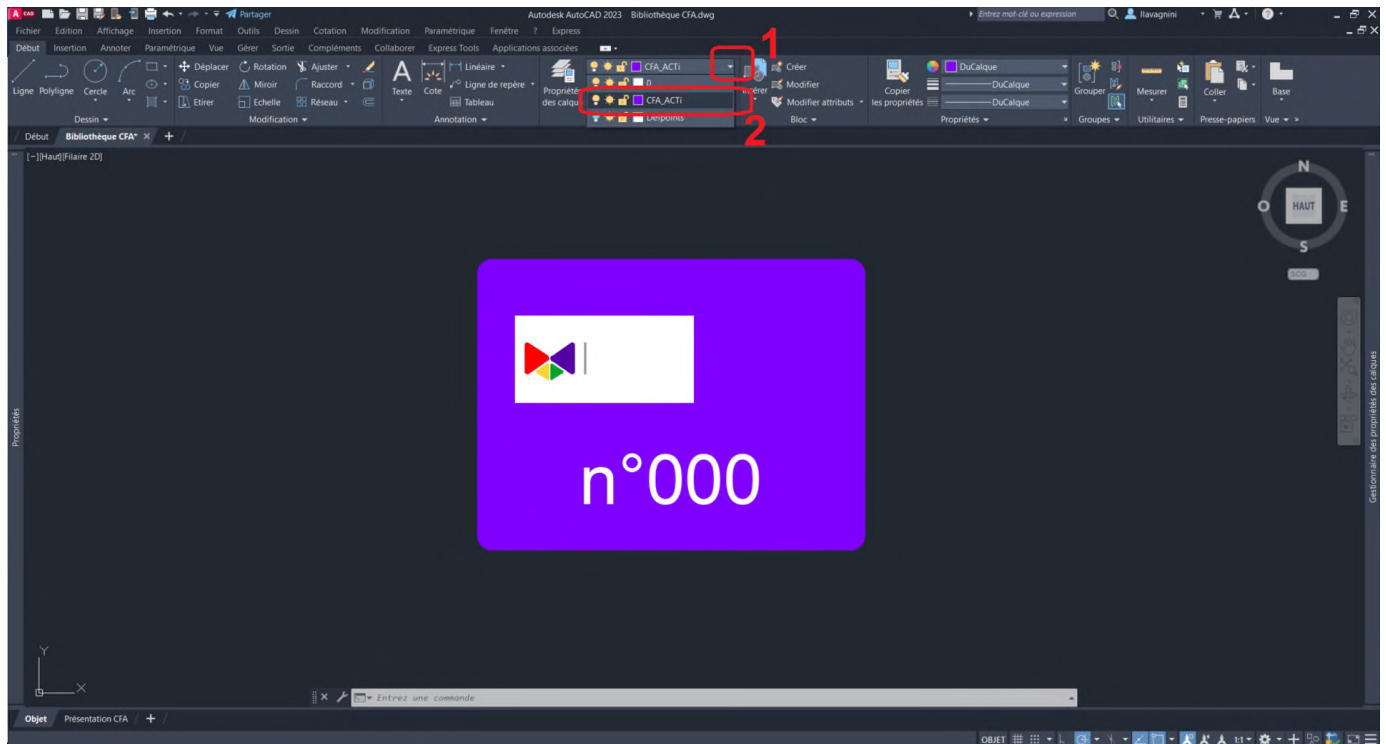 A CAD Partager Autodesk AutoCAD 2023 Bibliothèque CFA.dwg Entrez mot-clé ou expression llavagnini
Fichier Edition Affichage Insertion Format Outils Dessin Cotation Modification Paramétrique Fenêtre ? Express
Début Insertion Annoter Paramétrique Vue Gérer Sortie Compléments Collaborer Express Tools Applications associées
1
Déplacer Rotation Ajuster Linéaire CFA_ACTi Créer DuCalque
Copier Miroir Raccord Ligne de repère 0 Modifier DuCalque
Ligne Polyligne Cercle Arc Texte Cote Copier Grouper Mesurer Coller Base
Etirer Echelle Réseau Tableau des calqu CFA_ACTi Modifier attributs les propriétés DuCalque
Dessin Modification Annotation Defpoints Bloc Propriétés Groupes Utilitaires Presse-papiers Vue
2
Début Bibliothèque CFA* × +
[−][Haut][Filaire 2D]
N
O HAUT E
S
SCG
n°000
Propriétés
Gestionnaire des propriétés des calques
Y
X
Entrez une commande
Objet Présentation CFA +
OBJET 1:1